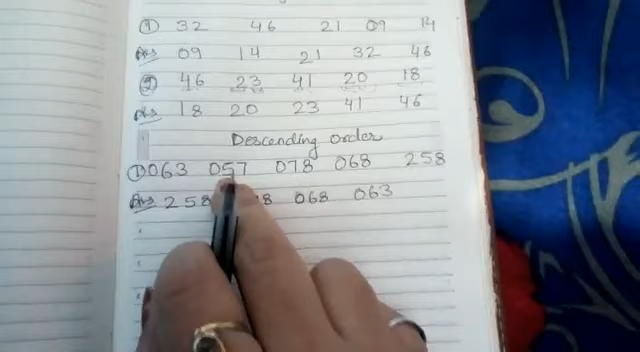 ① 32 46 21 09 14
Ans 09 14 21 32 46
② 46 23 41 20 18
Ans 18 20 23 41 46
Descending order
① 063 057 078 068 258
Ans 258 8 068 063